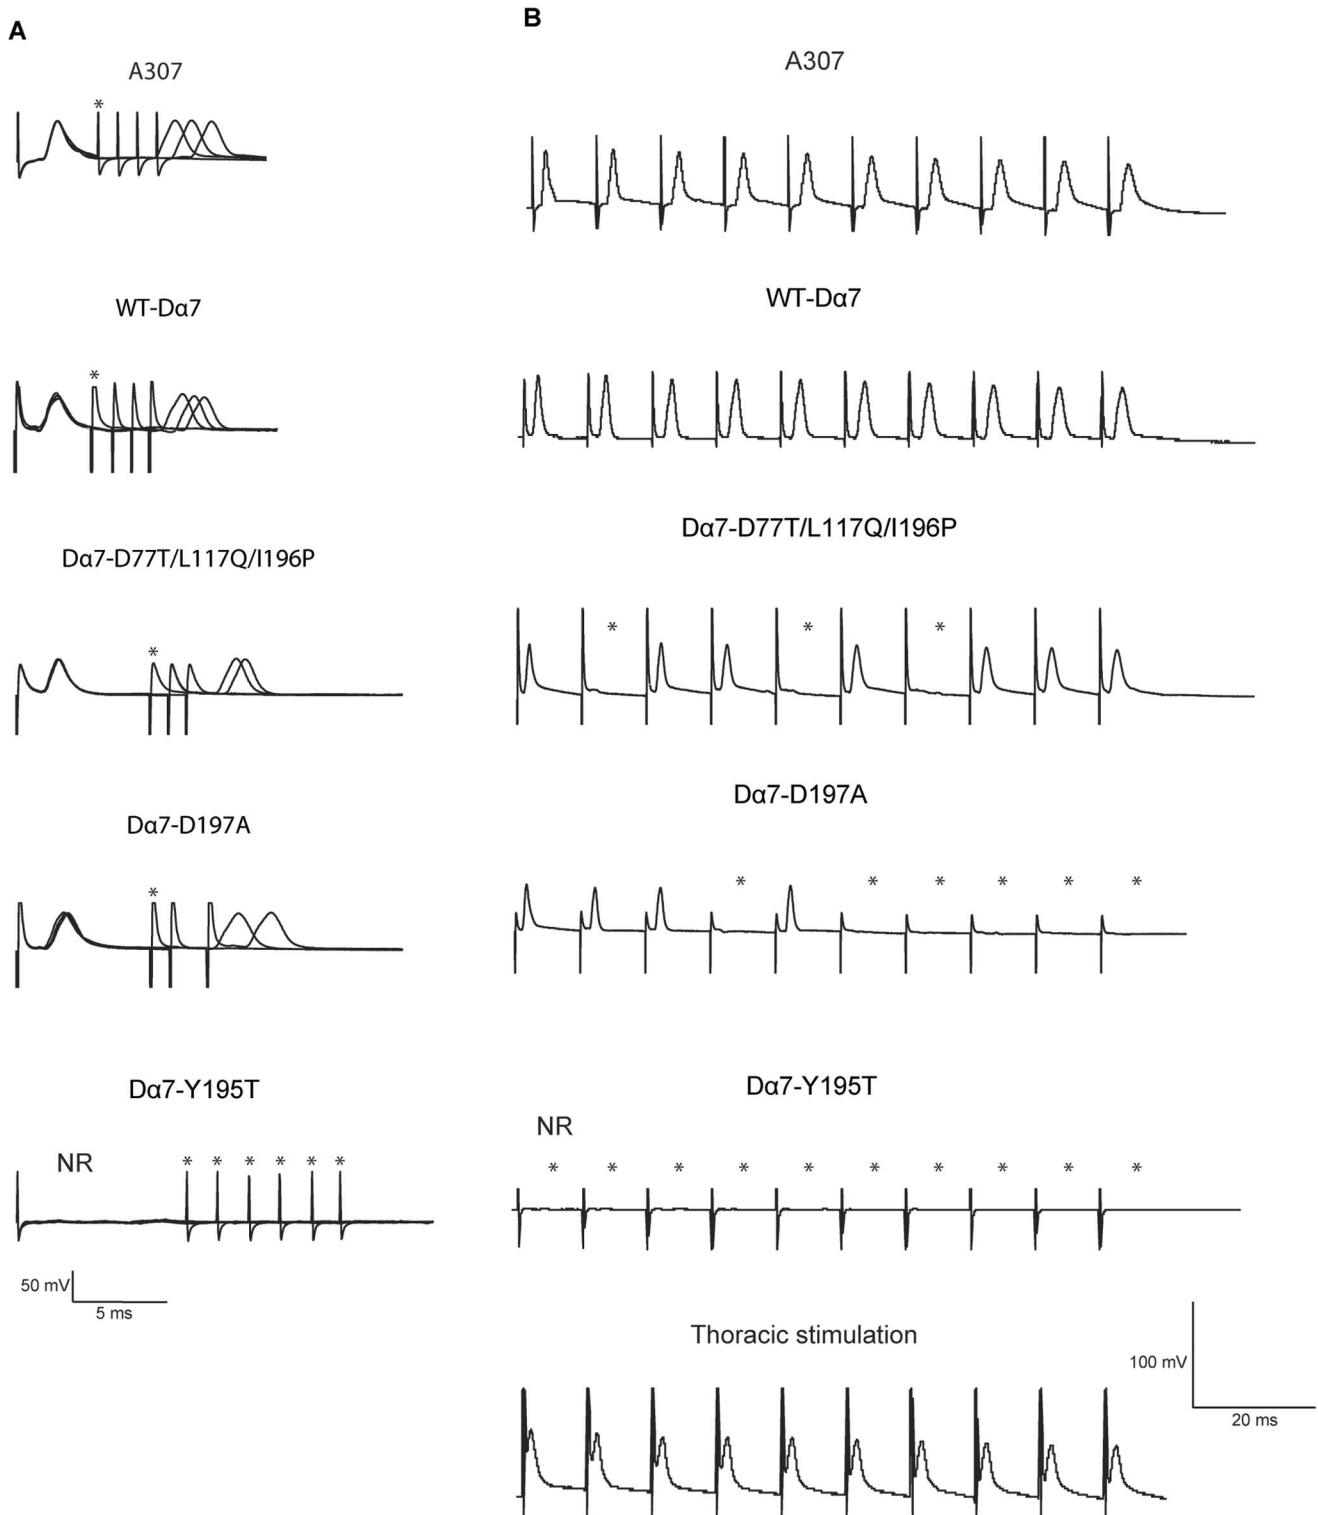 A
A307
*
WT-Dα7
*
Dα7-D77T/L117Q/I196P
*
Dα7-D197A
*
Dα7-Y195T
NR
* * * * * *
50 mV
5 ms
B
A307
WT-Dα7
Dα7-D77T/L117Q/I196P
* * *
Dα7-D197A
* * * * * *
Dα7-Y195T
NR
* * * * * * * * * *
Thoracic stimulation
100 mV
20 ms